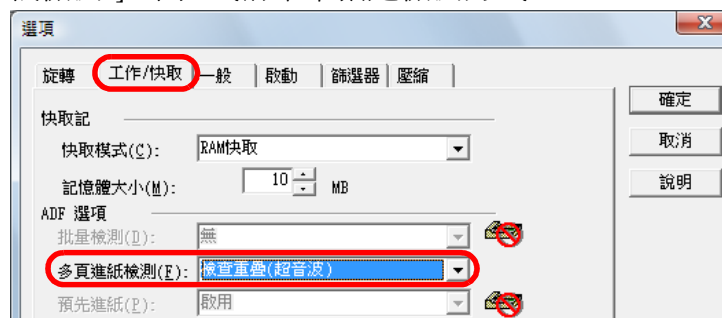 選項
旋轉 工作/快取 一般 啟動 篩選器 壓縮
確定
快取記
快取模式(C): RAM快取
取消
記憶體大小(M): 10 MB
說明
ADF 選項
批量檢測(D): 無
多頁進紙檢測(F): 檢查重疊(超音波)
預先進紙(P): 啟用